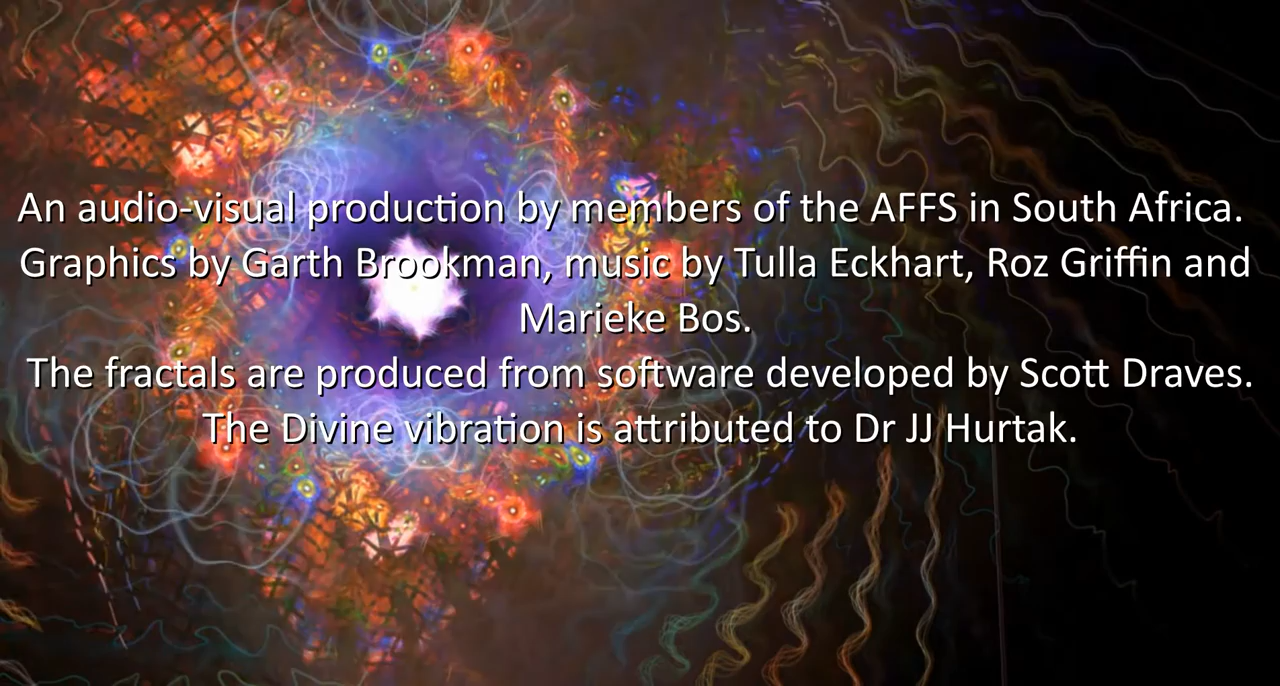 An audio-visual production by members of the AFFS in South Africa.
Graphics by Garth Brookman, music by Tulla Eckhart, Roz Griffin and
Marieke Bos.
The fractals are produced from software developed by Scott Draves.
The Divine vibration is attributed to Dr JJ Hurtak.